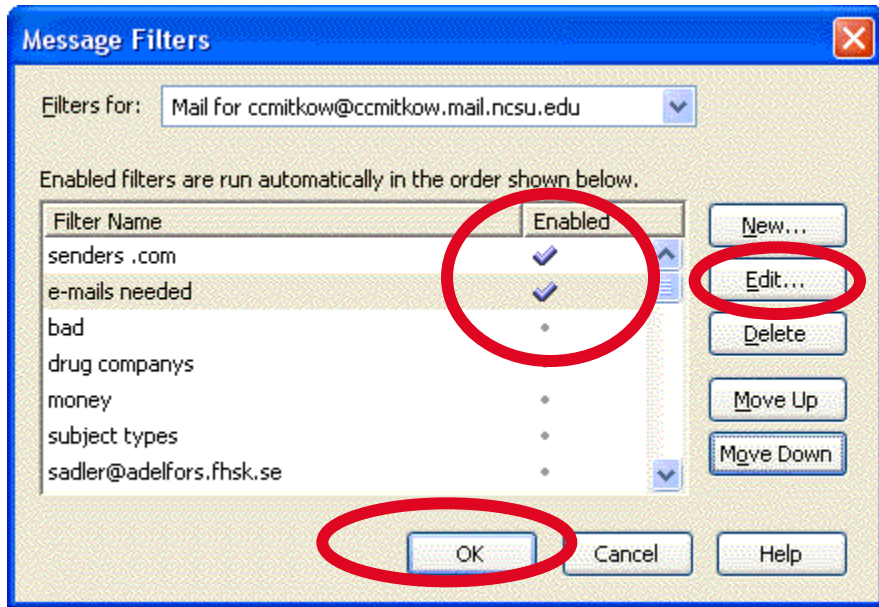 Message Filters
Filters for: Mail for ccmitkow@ccmitkow.mail.ncsu.edu
Enabled filters are run automatically in the order shown below.
Filter Name Enabled
senders .com
e-mails needed
bad
drug companys
money
subject types
sadler@adelfors.fhsk.se
New...
Edit...
Delete
Move Up
Move Down
OK Cancel Help